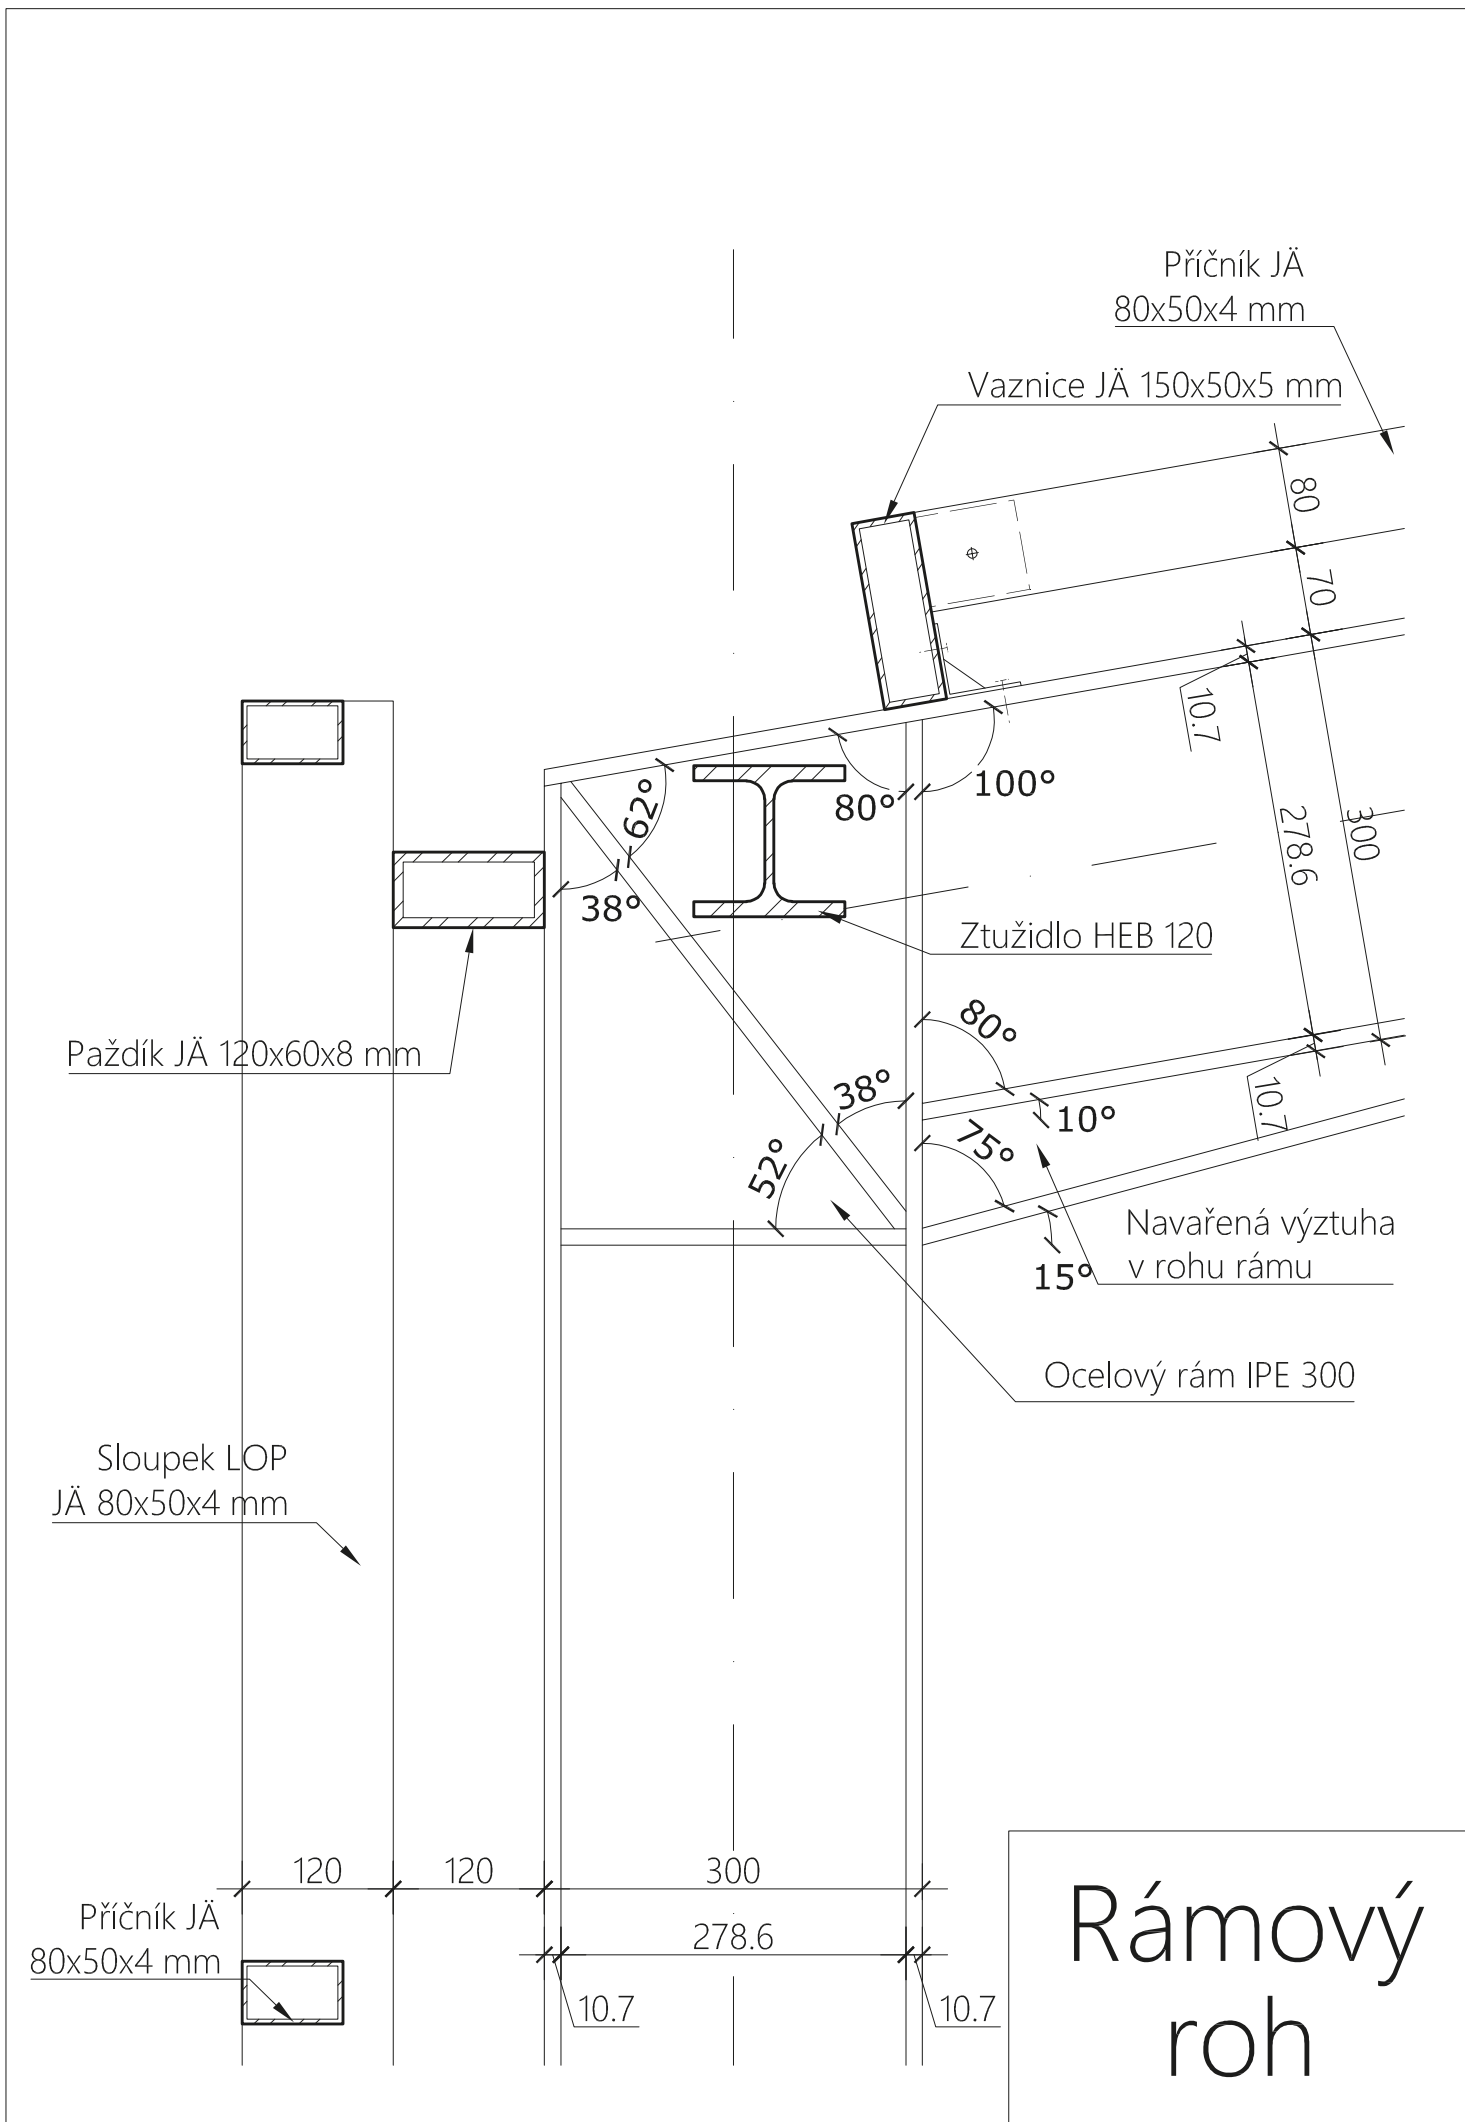 Příčník JÄ
80x50x4 mm
Vaznice JÄ 150x50x5 mm
80
70
10.7
100°
80°
62°
38°
278.6
300
Ztužidlo HEB 120
80°
Paždík JÄ 120x60x8 mm
38°
10.7
10°
75°
52°
Navařená výztuha
v rohu rámu
15°
Ocelový rám IPE 300
Sloupek LOP
JÄ 80x50x4 mm
120
120
300
Příčník JÄ
80x50x4 mm
278.6
10.7
10.7
Rámový
roh